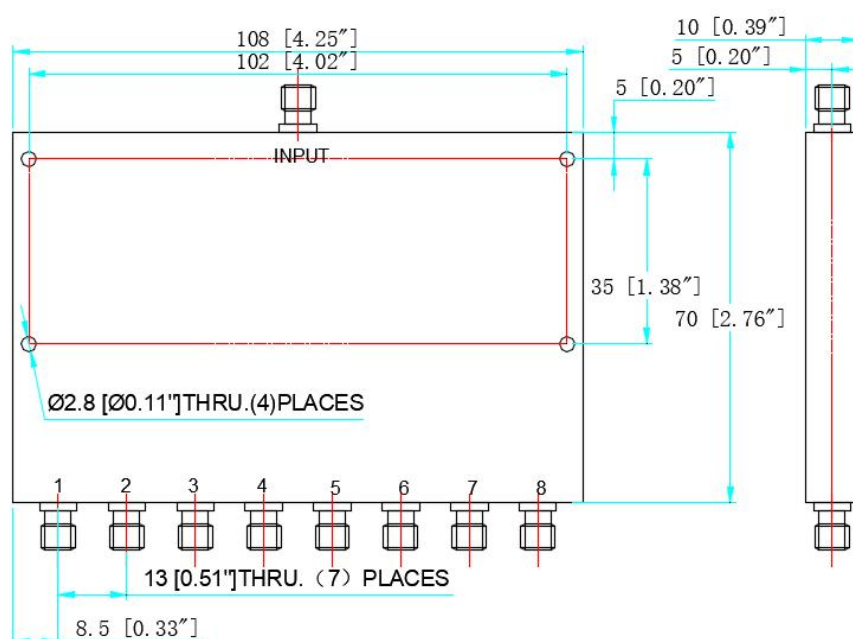 108 [4.25″]
10 [0.39″]
102 [4.02″]
5 [0.20″]
5 [0.20″]
INPUT
35 [1.38″]
70 [2.76″]
Ø2.8 [Ø0.11"]THRU.(4)PLACES
1 2 3 4 5 6 7 8
13 [0.51"]THRU.（7）PLACES
8.5 [0.33″]